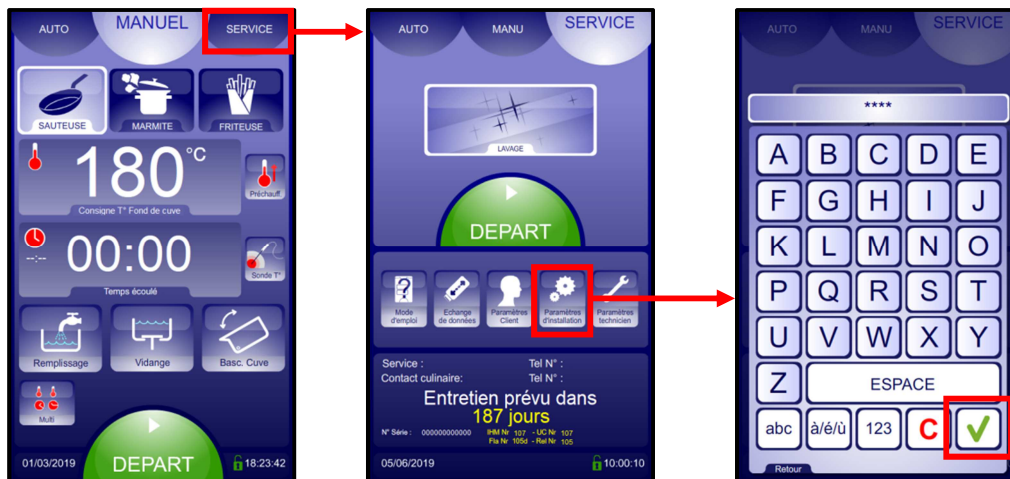 AUTO MANUEL SERVICE
SAUTEUSE MARMITE FRITEUSE
180 °C
Préchauff.
Consigne T° Fond de cuve
00:00
--:--
Sonde T°
Temps écoulé
Remplissage Vidange Basc. Cuve
Multi
01/03/2019 DEPART 18:23:42
AUTO MANU SERVICE
LAVAGE
DEPART
Mode d'emploi
Echange de données
Paramètres Client
Paramètres d'installation
Paramètres technicien
Service : Tel N° :
Contact culinaire: Tel N° :
Entretien prévu dans
187 jours
N° Série : 000000000000 IHM Nr 107 - UC Nr 107
Fla Nr 105d - Rel Nr 105
05/06/2019 10:00:10
AUTO MANU SERVICE
****
A B C D E
F G H I J
K L M N O
P Q R S T
U V W X Y
Z ESPACE
abc à/é/ù 123 C
Retour